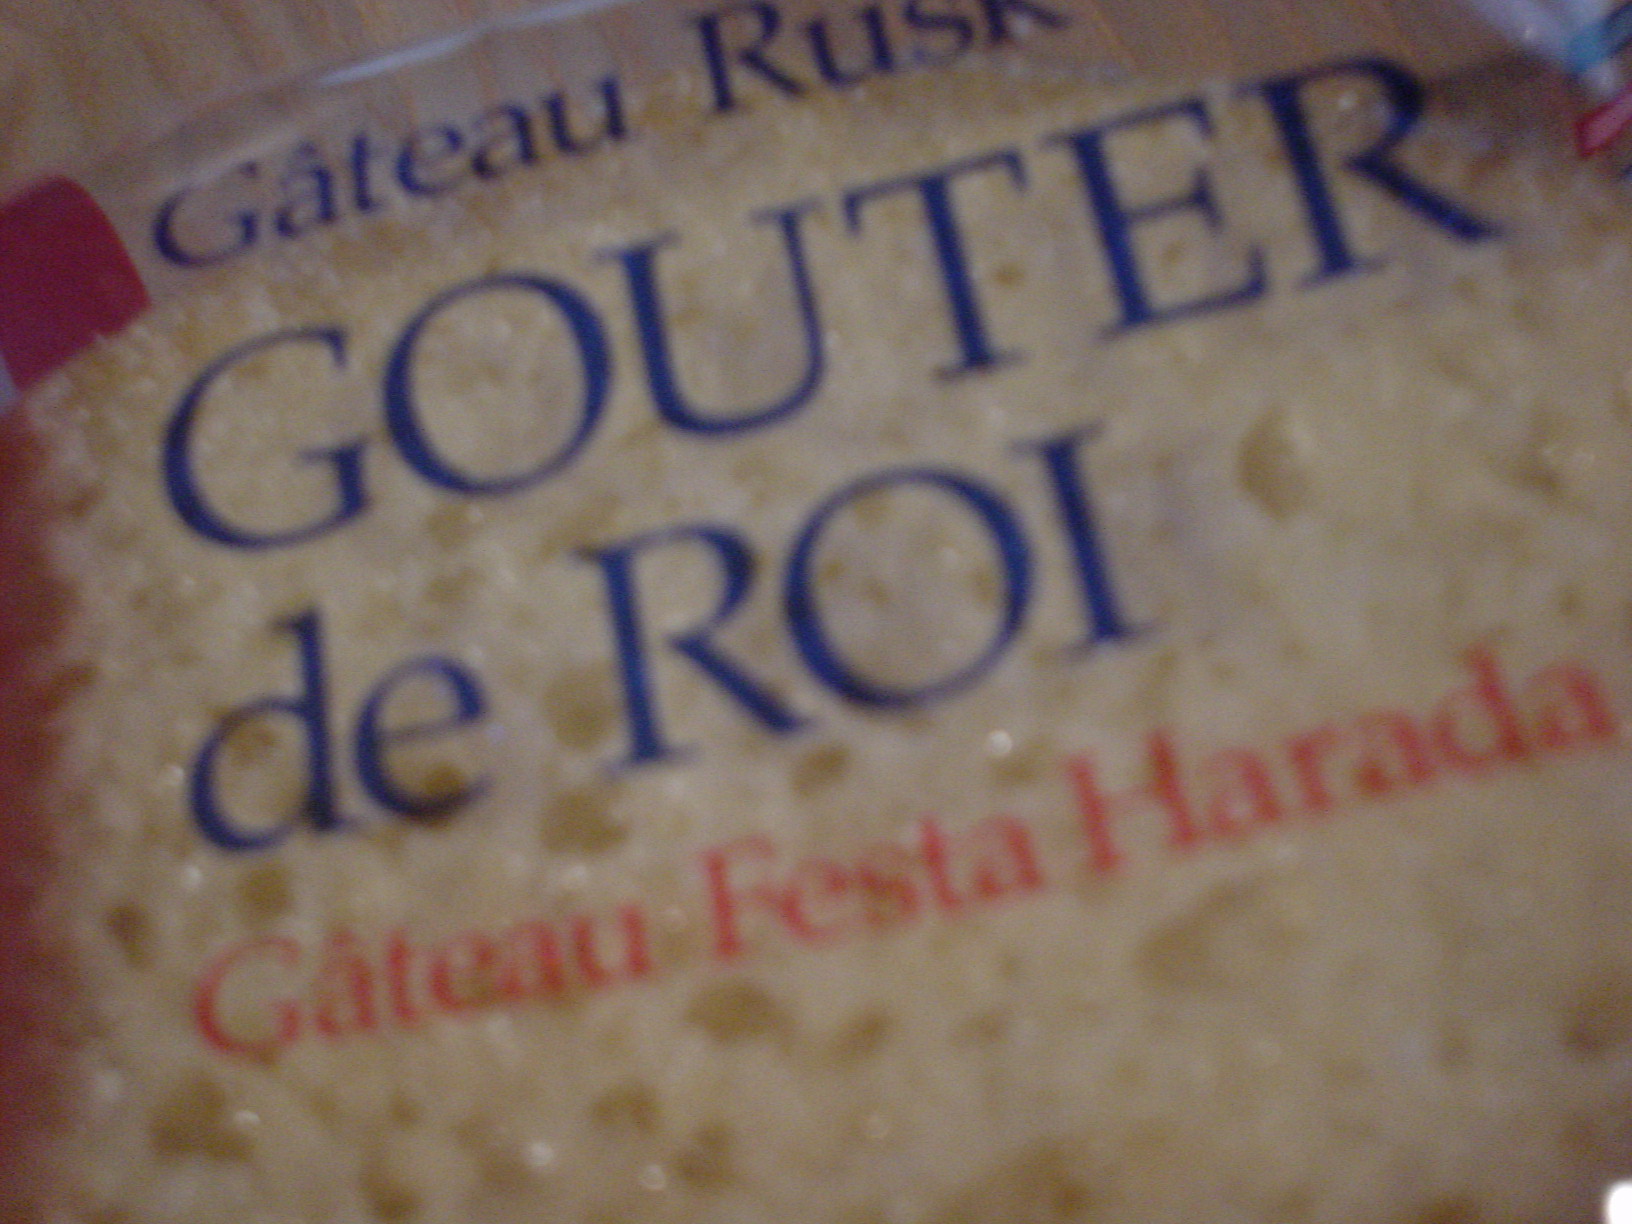 Gâteau Rusk
GOUTER
de ROI
Gâteau Festa Harada